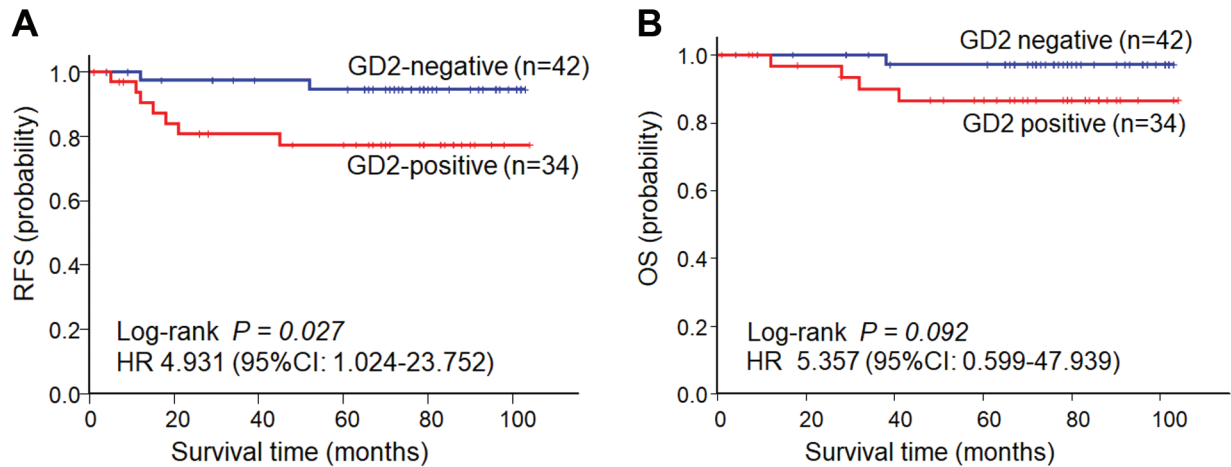 A
RFS (probability)
1.0
0.8
0.6
0.4
0.2
0.0
GD2-negative (n=42)
GD2-positive (n=34)
Log-rank P = 0.027
HR 4.931 (95%CI: 1.024-23.752)
0 20 40 60 80 100
Survival time (months)
B
OS (probability)
1.0
0.8
0.6
0.4
0.2
0.0
GD2 negative (n=42)
GD2 positive (n=34)
Log-rank P = 0.092
HR 5.357 (95%CI: 0.599-47.939)
0 20 40 60 80 100
Survival time (months)